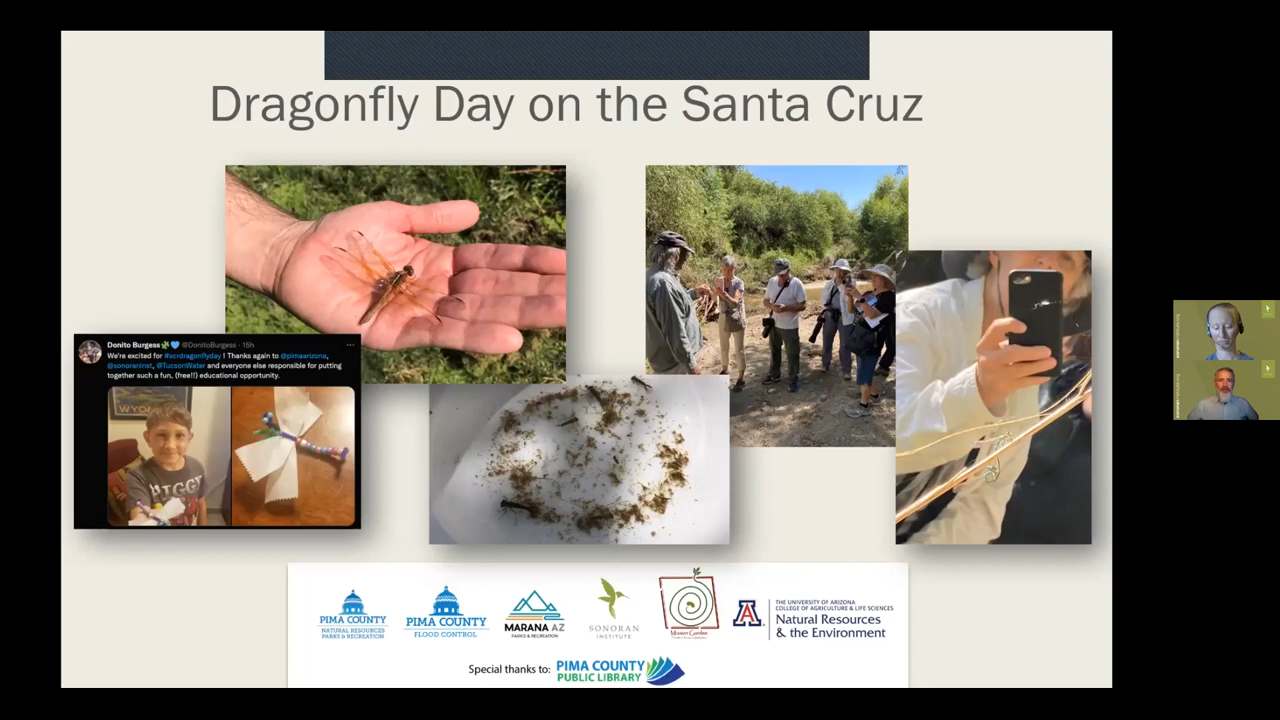 Dragonfly Day on the Santa Cruz
Donito Burgess @DonitoBurgess · 15h
We're excited for #scrdragonflyday ! Thanks again to @pimaarizona,
@sonoraninst, @TucsonWater and everyone else responsible for putting
together such a fun, (free!!) educational opportunity.
PIMA COUNTY
NATURAL RESOURCES
PARKS & RECREATION
PIMA COUNTY
FLOOD CONTROL
MARANA AZ
PARKS & RECREATION
SONORAN
INSTITUTE
Mission Garden
A
THE UNIVERSITY OF ARIZONA
COLLEGE OF AGRICULTURE & LIFE SCIENCES
Natural Resources
& the Environment
Special thanks to:
PIMA COUNTY
PUBLIC LIBRARY